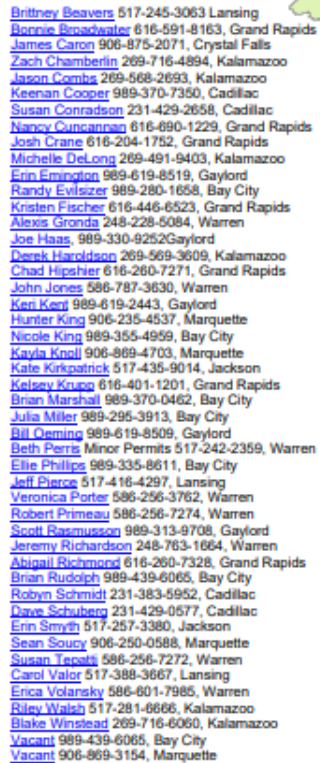 Brittney Beavers 517-245-3063 Lansing
Bonnie Broadwater 616-591-8163, Grand Rapids
James Caron 906-875-2071, Crystal Falls
Zach Chamberlin 269-716-4894, Kalamazoo
Jason Combs 269-568-2693, Kalamazoo
Keenan Cooper 989-370-7350, Cadillac
Susan Conradson 231-429-2658, Cadillac
Nancy Cuncannan 616-690-1229, Grand Rapids
Josh Crane 616-204-1752, Grand Rapids
Michelle DeLong 269-491-9403, Kalamazoo
Erin Emington 989-619-8519, Gaylord
Randy Evilsizer 989-280-1658, Bay City
Kristen Fischer 616-446-6523, Grand Rapids
Alexis Gronda 248-228-5084, Warren
Joe Haas, 989-330-9252Gaylord
Derek Haroldson 269-569-3609, Kalamazoo
Chad Hipshier 616-260-7271, Grand Rapids
John Jones 586-787-3630, Warren
Keri Kent 989-619-2443, Gaylord
Hunter King 906-235-4537, Marquette
Nicole King 989-355-4959, Bay City
Kayla Knoll 906-869-4703, Marquette
Kate Kirkpatrick 517-435-9014, Jackson
Kelsey Krupp 616-401-1201, Grand Rapids
Brian Marshall 989-370-0462, Bay City
Julia Miller 989-295-3913, Bay City
Bill Oeming 989-619-8509, Gaylord
Beth Perris Minor Permits 517-242-2359, Warren
Ellie Phillips 989-335-8611, Bay City
Jeff Pierce 517-416-4297, Lansing
Veronica Porter 586-256-3762, Warren
Robert Primeau 586-256-7274, Warren
Scott Rasmusson 989-313-9708, Gaylord
Jeremy Richardson 248-763-1664, Warren
Abigail Richmond 616-260-7328, Grand Rapids
Brian Rudolph 989-439-6065, Bay City
Robyn Schmidt 231-383-5952, Cadillac
Dave Schuberg 231-429-0577, Cadillac
Erin Smyth 517-257-3380, Jackson
Sean Soucy 906-250-0588, Marquette
Susan Tepatti 586-256-7272, Warren
Carol Valor 517-388-3667, Lansing
Erica Volansky 586-601-7985, Warren
Riley Walsh 517-281-6666, Kalamazoo
Blake Winstead 269-716-6060, Kalamazoo
Vacant 989-439-6065, Bay City
Vacant 906-869-3154, Marquette